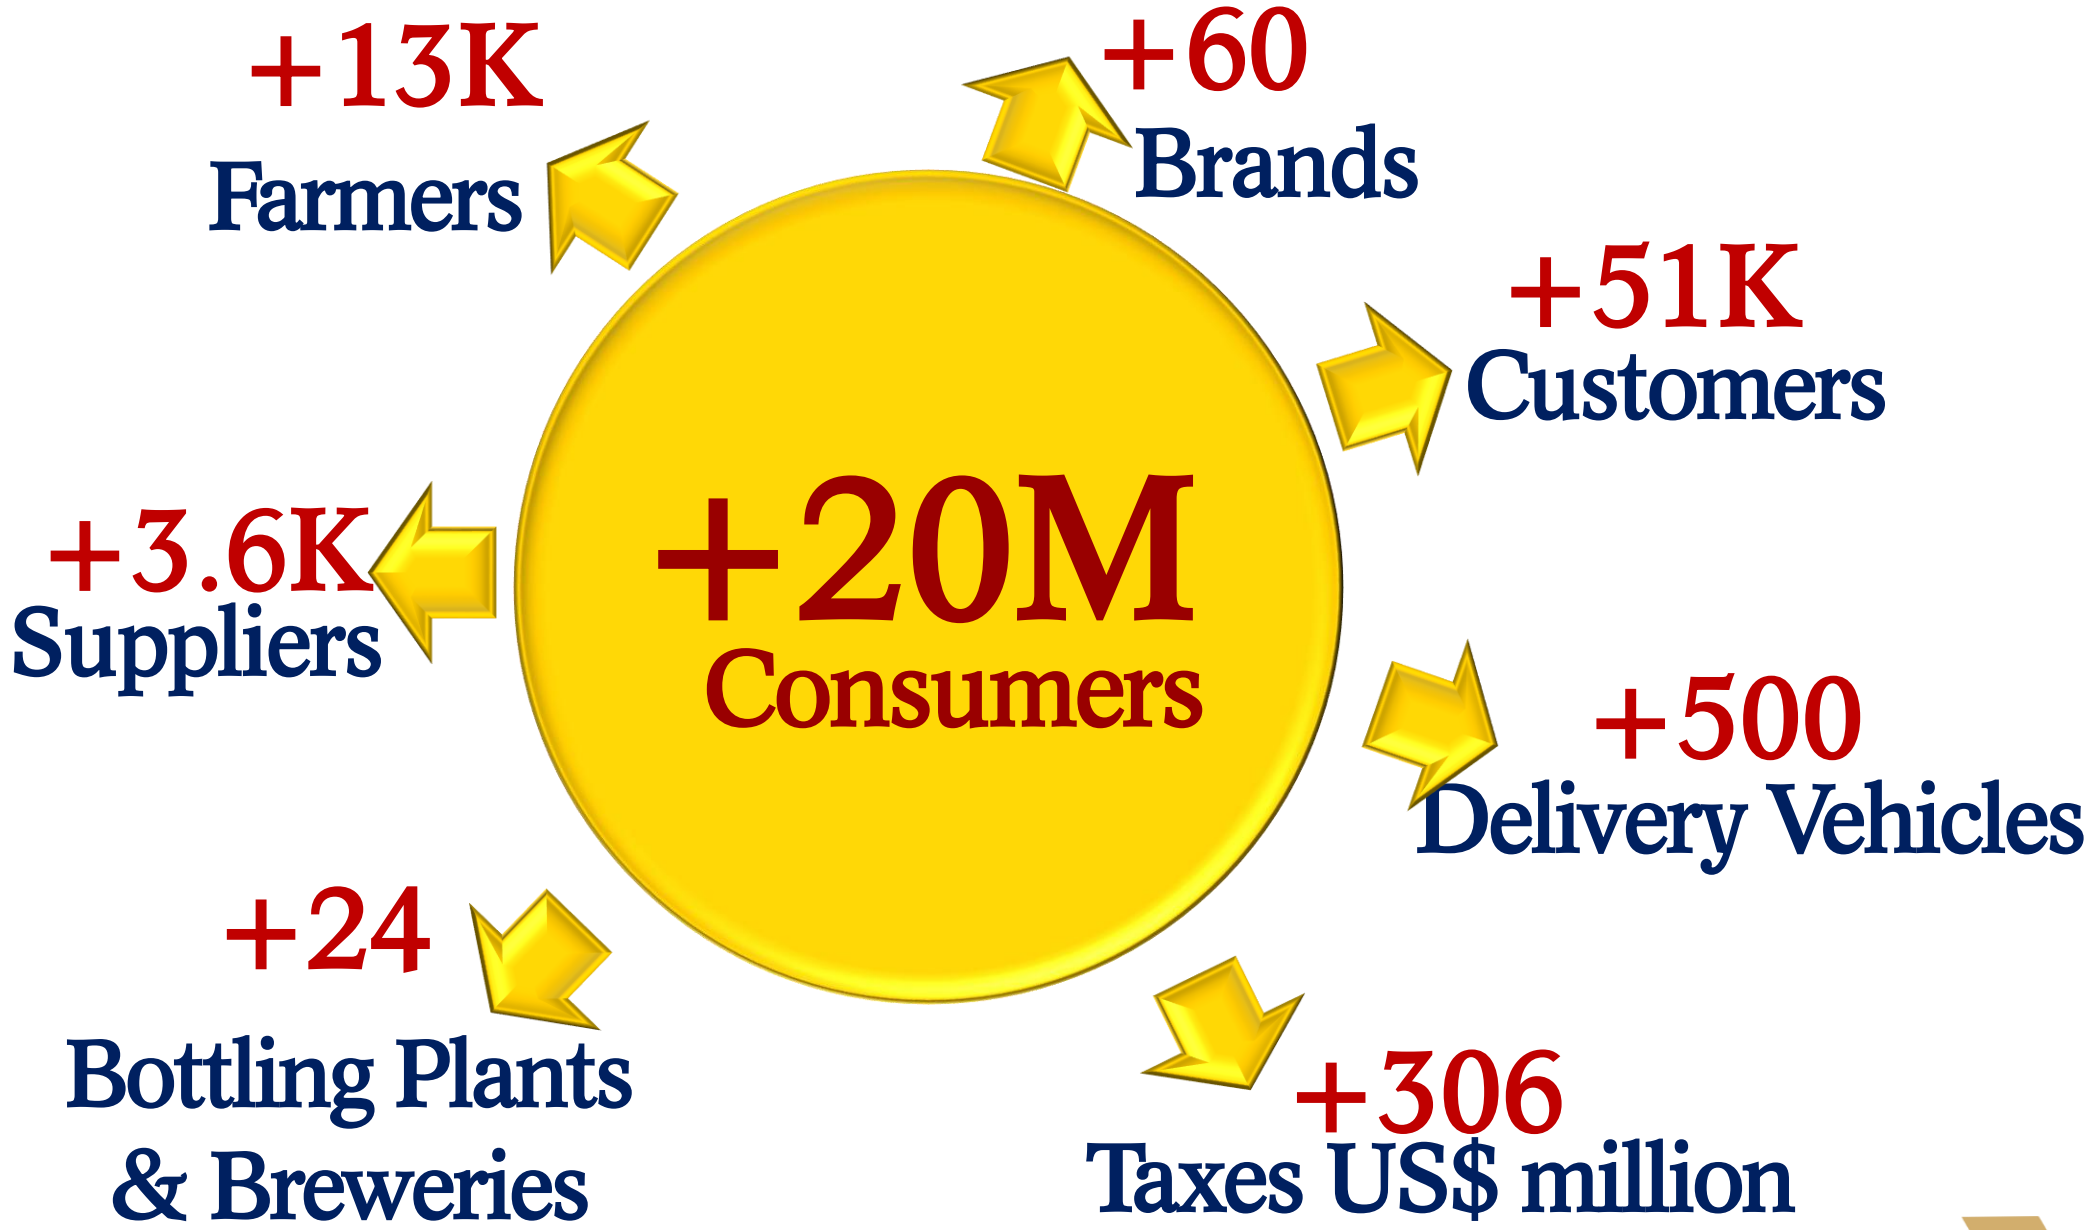 +13K
Farmers
+60
Brands
+51K
Customers
+3.6K
Suppliers
+20M
Consumers
+500
Delivery Vehicles
+24
Bottling Plants
& Breweries
+306
Taxes US$ million